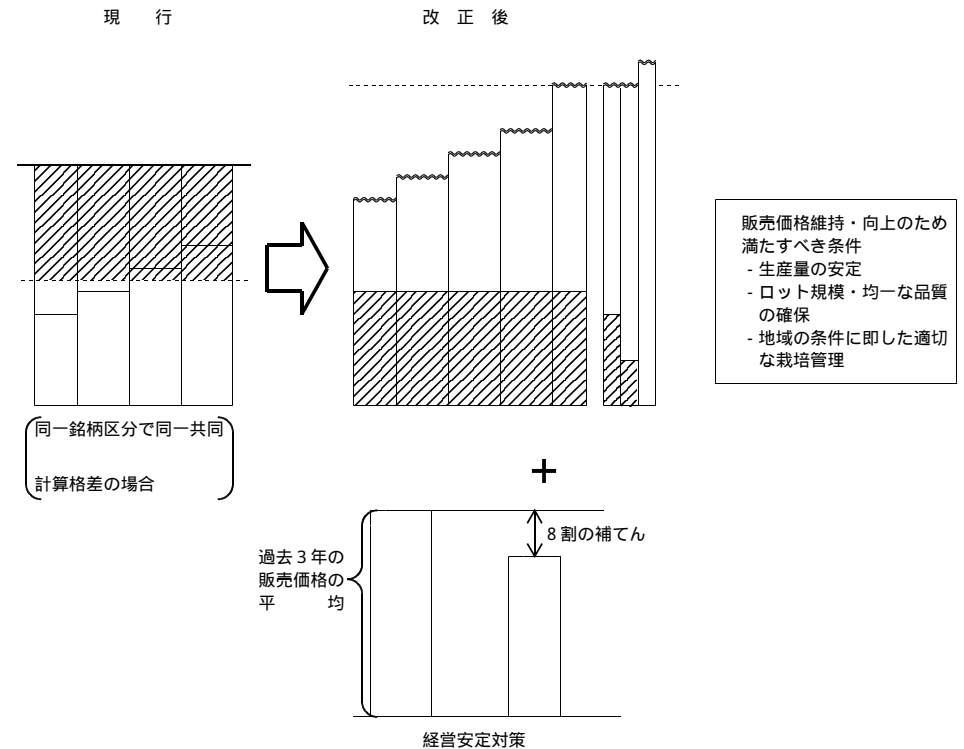 現　　行
改　正　後
販売価格維持・向上のため
満たすべき条件
- 生産量の安定
- ロット規模・均一な品質
の確保
- 地域の条件に即した適切
な栽培管理
同一銘柄区分で同一共同
計算格差の場合
＋
８割の補てん
過去３年の
販売価格の
平　　　均
経営安定対策